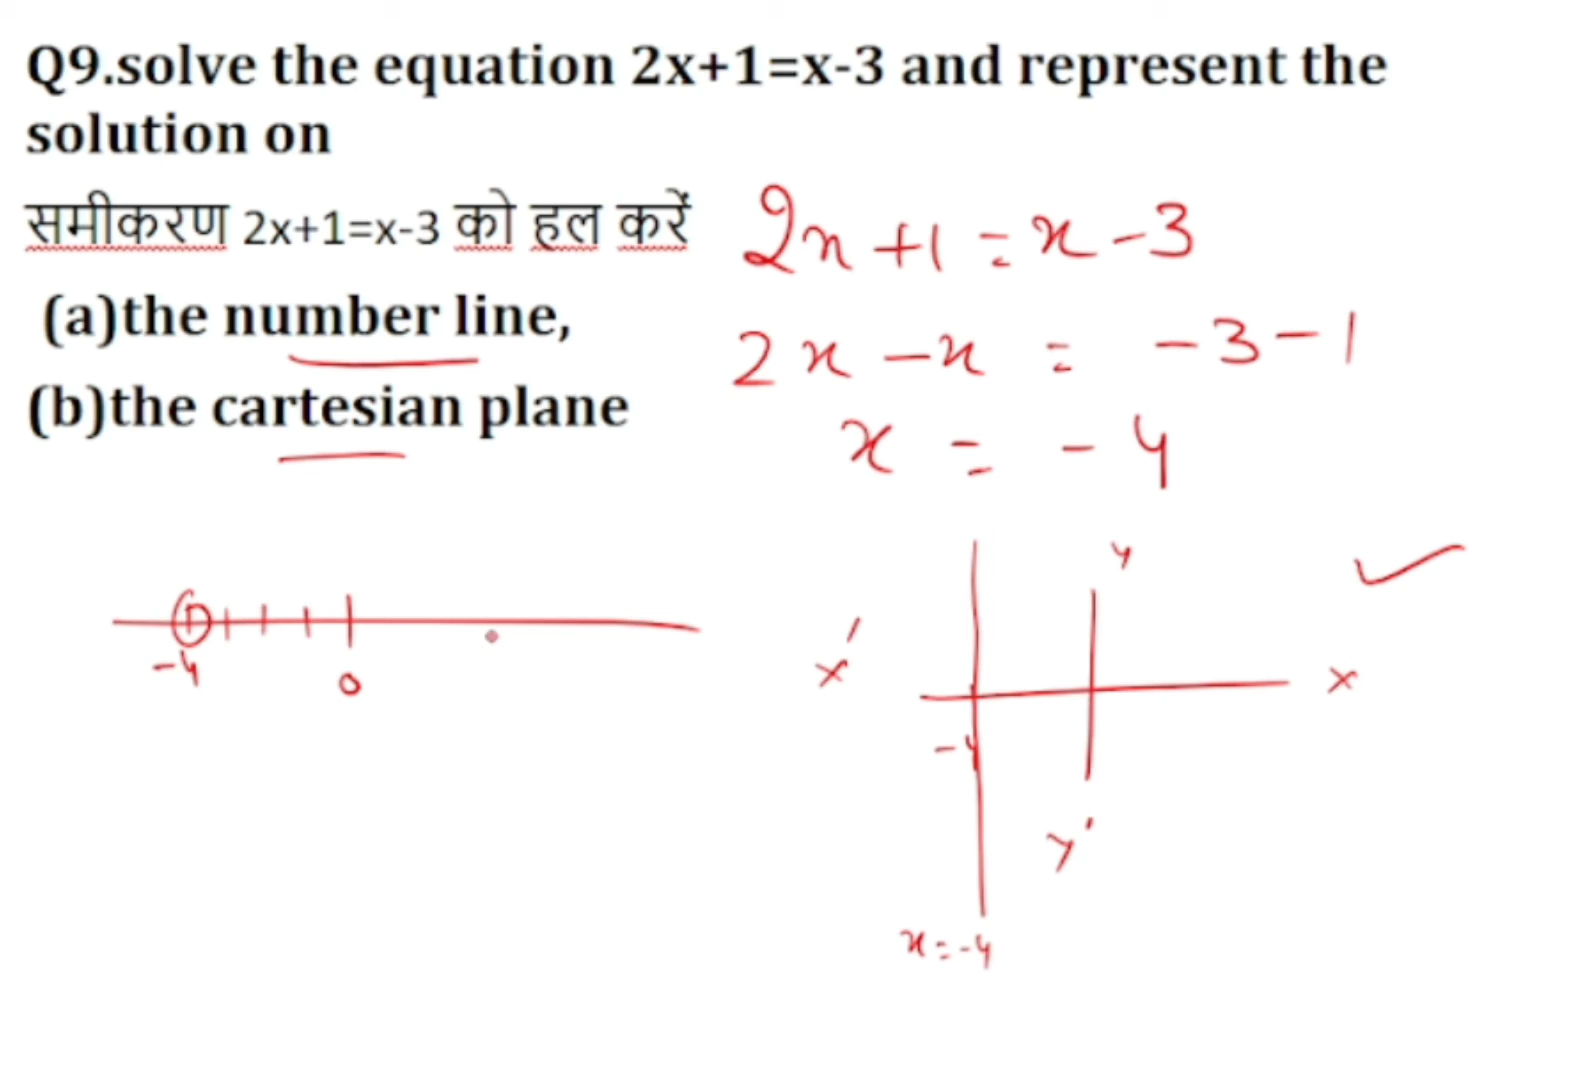 Q9.solve the equation 2x+1=x-3 and represent the
solution on
समीकरण 2x+1=x-3 को हल करें
(a)the number line,
(b)the cartesian plane
2x+1=x-3
2x-x = -3-1
x = -4
-4
0
y
x'
x
-4
y'
x=-4